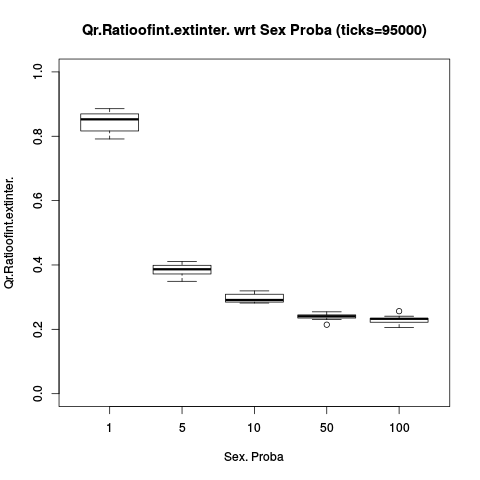 Qr.Ratioofint.extinter. wrt Sex Proba (ticks=95000)
Qr.Ratioofint.extinter.
1.0
0.8
0.6
0.4
0.2
0.0
1 5 10 50 100
Sex. Proba